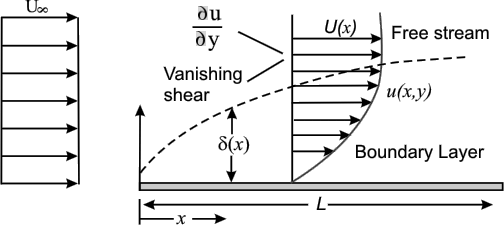 U∞
∂u
∂y
U(x)
Free stream
Vanishing
shear
u(x,y)
δ(x)
Boundary Layer
x
L